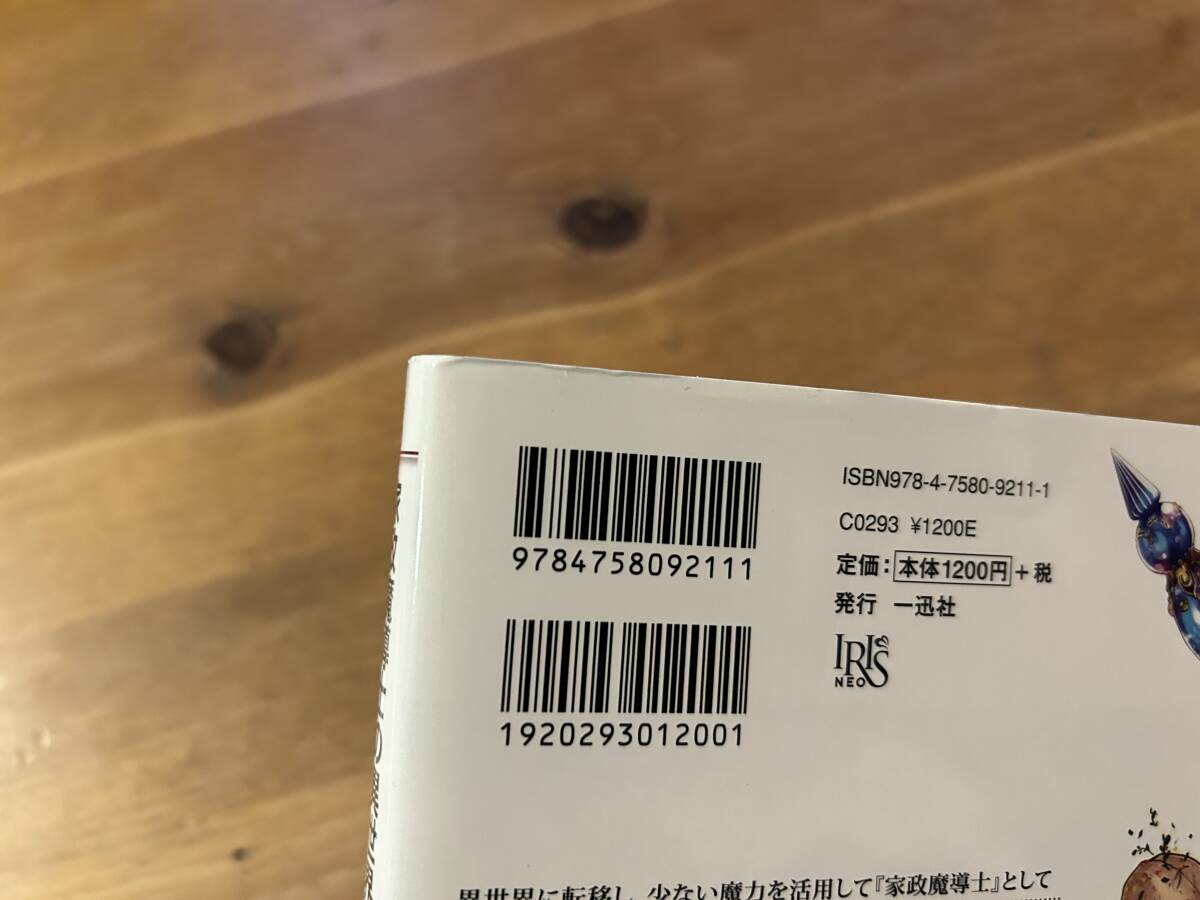 9784758092111
1920293012001
ISBN978-4-7580-9211-1
C0293 ¥1200E
定価：本体1200円＋税
発行 一迅社
IRIS
NEO
異世界に転移し、少ない魔力を活用して『家政魔導士』として